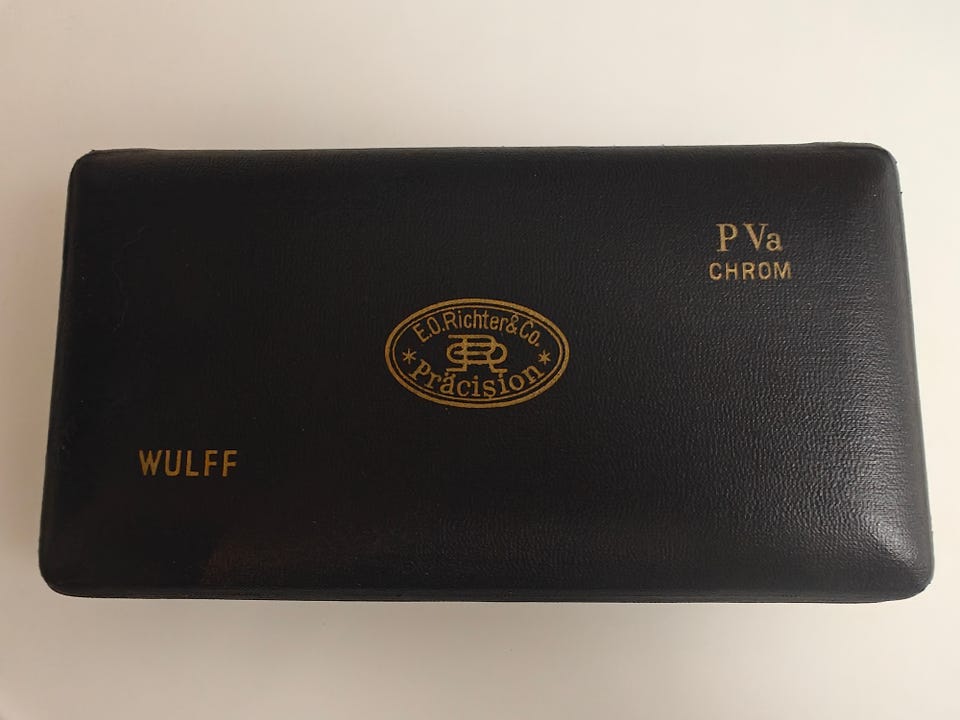 P Va
CHROM
E.O.Richter&Co.
Präcision
WULFF